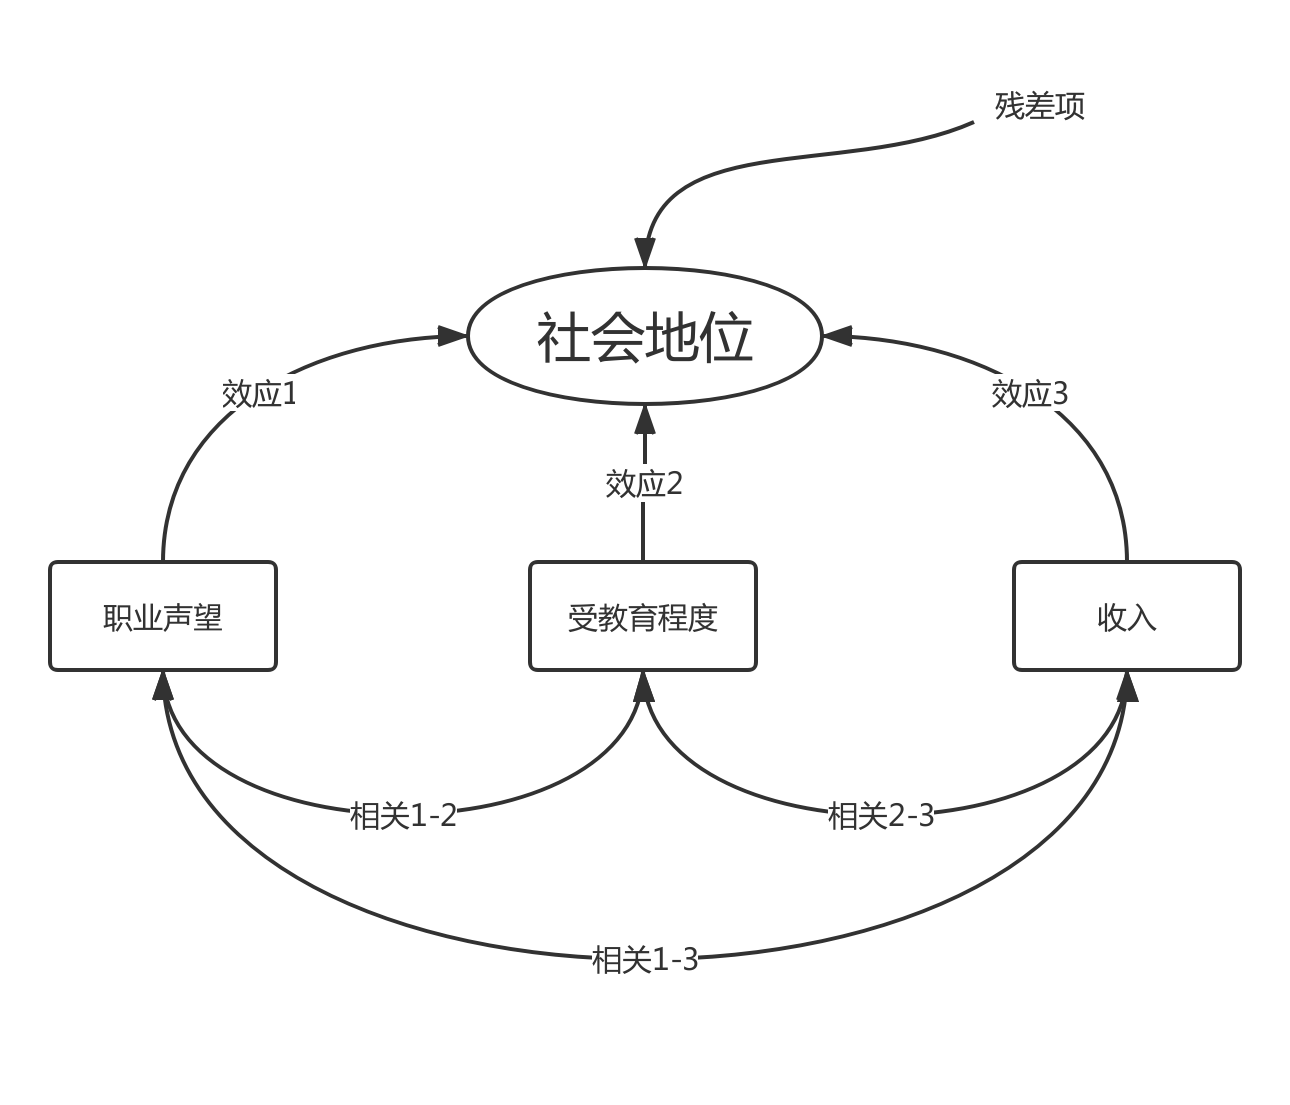 残差项
社会地位
效应1
效应3
效应2
职业声望
受教育程度
收入
相关1-2
相关2-3
相关1-3